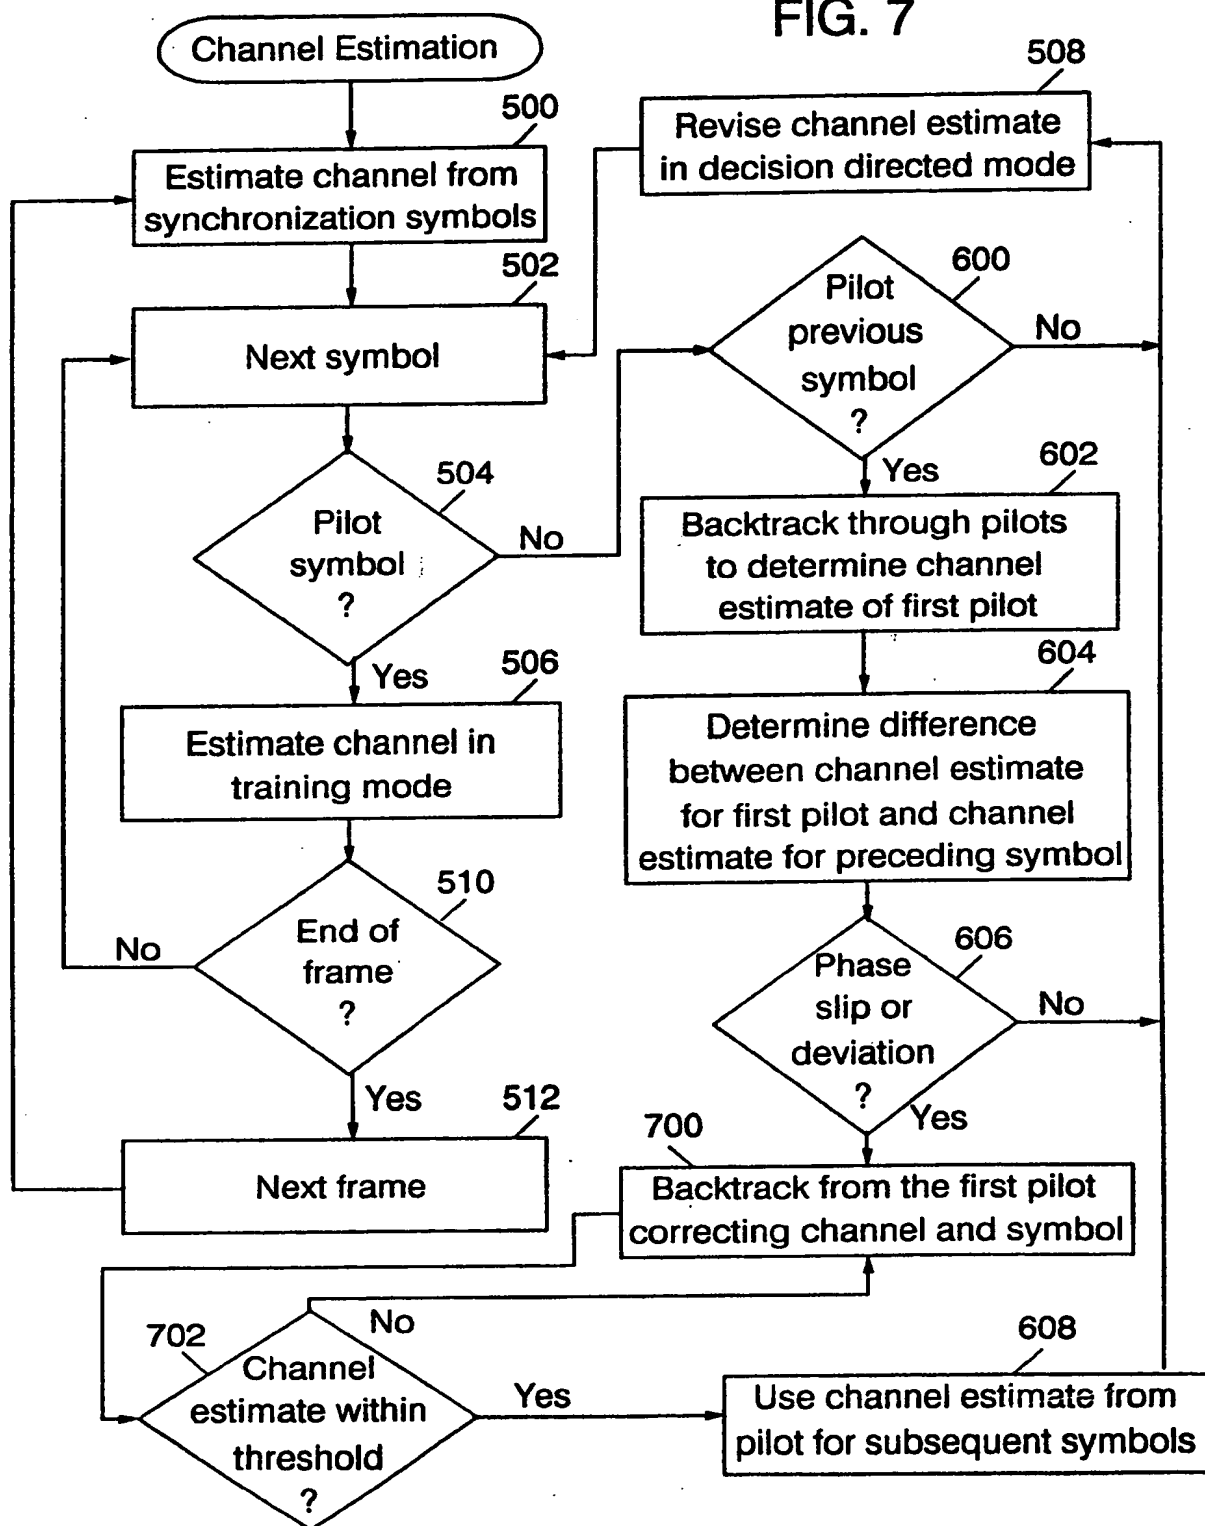 FIG. 7
Channel Estimation
500
Estimate channel from
synchronization symbols
502
Next symbol
504
Pilot
symbol
?
No
Yes
506
Estimate channel in
training mode
510
End of
frame
?
No
Yes
512
Next frame
508
Revise channel estimate
in decision directed mode
600
Pilot
previous
symbol
?
No
Yes
602
Backtrack through pilots
to determine channel
estimate of first pilot
604
Determine difference
between channel estimate
for first pilot and channel
estimate for preceding symbol
606
Phase
slip or
deviation
?
No
Yes
700
Backtrack from the first pilot
correcting channel and symbol
702
Channel
estimate within
threshold
?
No
Yes
608
Use channel estimate from
pilot for subsequent symbols